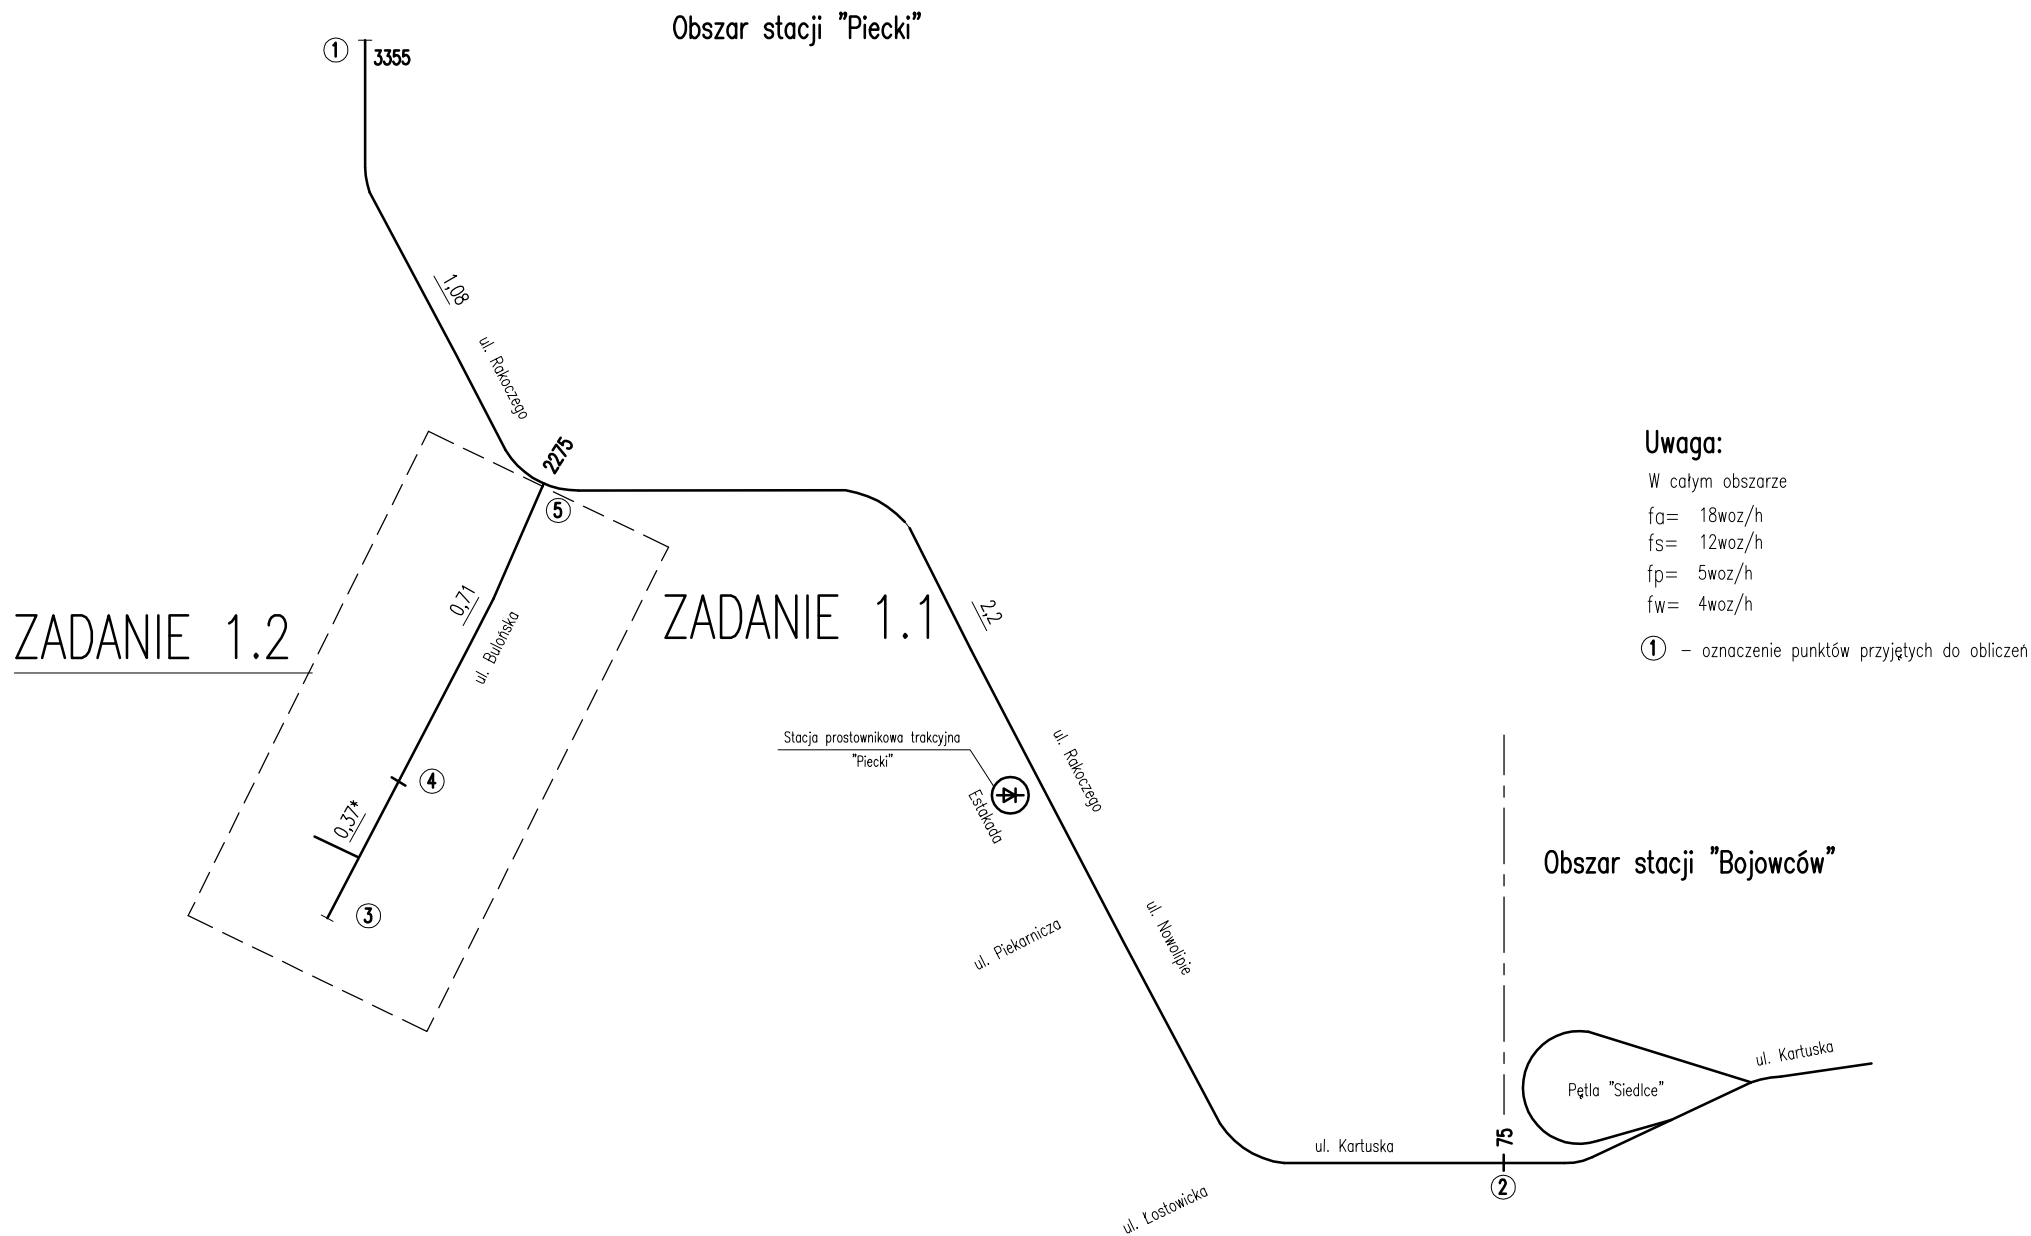 Obszar stacji "Piecki"
1
3355
1,08
ul. Rakoczego
2275
5
Uwaga:
W całym obszarze
fa= 18woz/h
fs= 12woz/h
fp= 5woz/h
fw= 4woz/h
1 – oznaczenie punktów przyjętych do obliczeń
0,71
ul. Bulońska
ZADANIE 1.2
ZADANIE 1.1
2,2
Stacja prostownikowa trakcyjna
"Piecki"
ul. Rakoczego
Estakada
4
0,37*
3
Obszar stacji "Bojowców"
ul. Nowolipie
ul. Piekarnicza
ul. Kartuska
Pętla "Siedlce"
75
ul. Kartuska
2
ul. Łostowicka